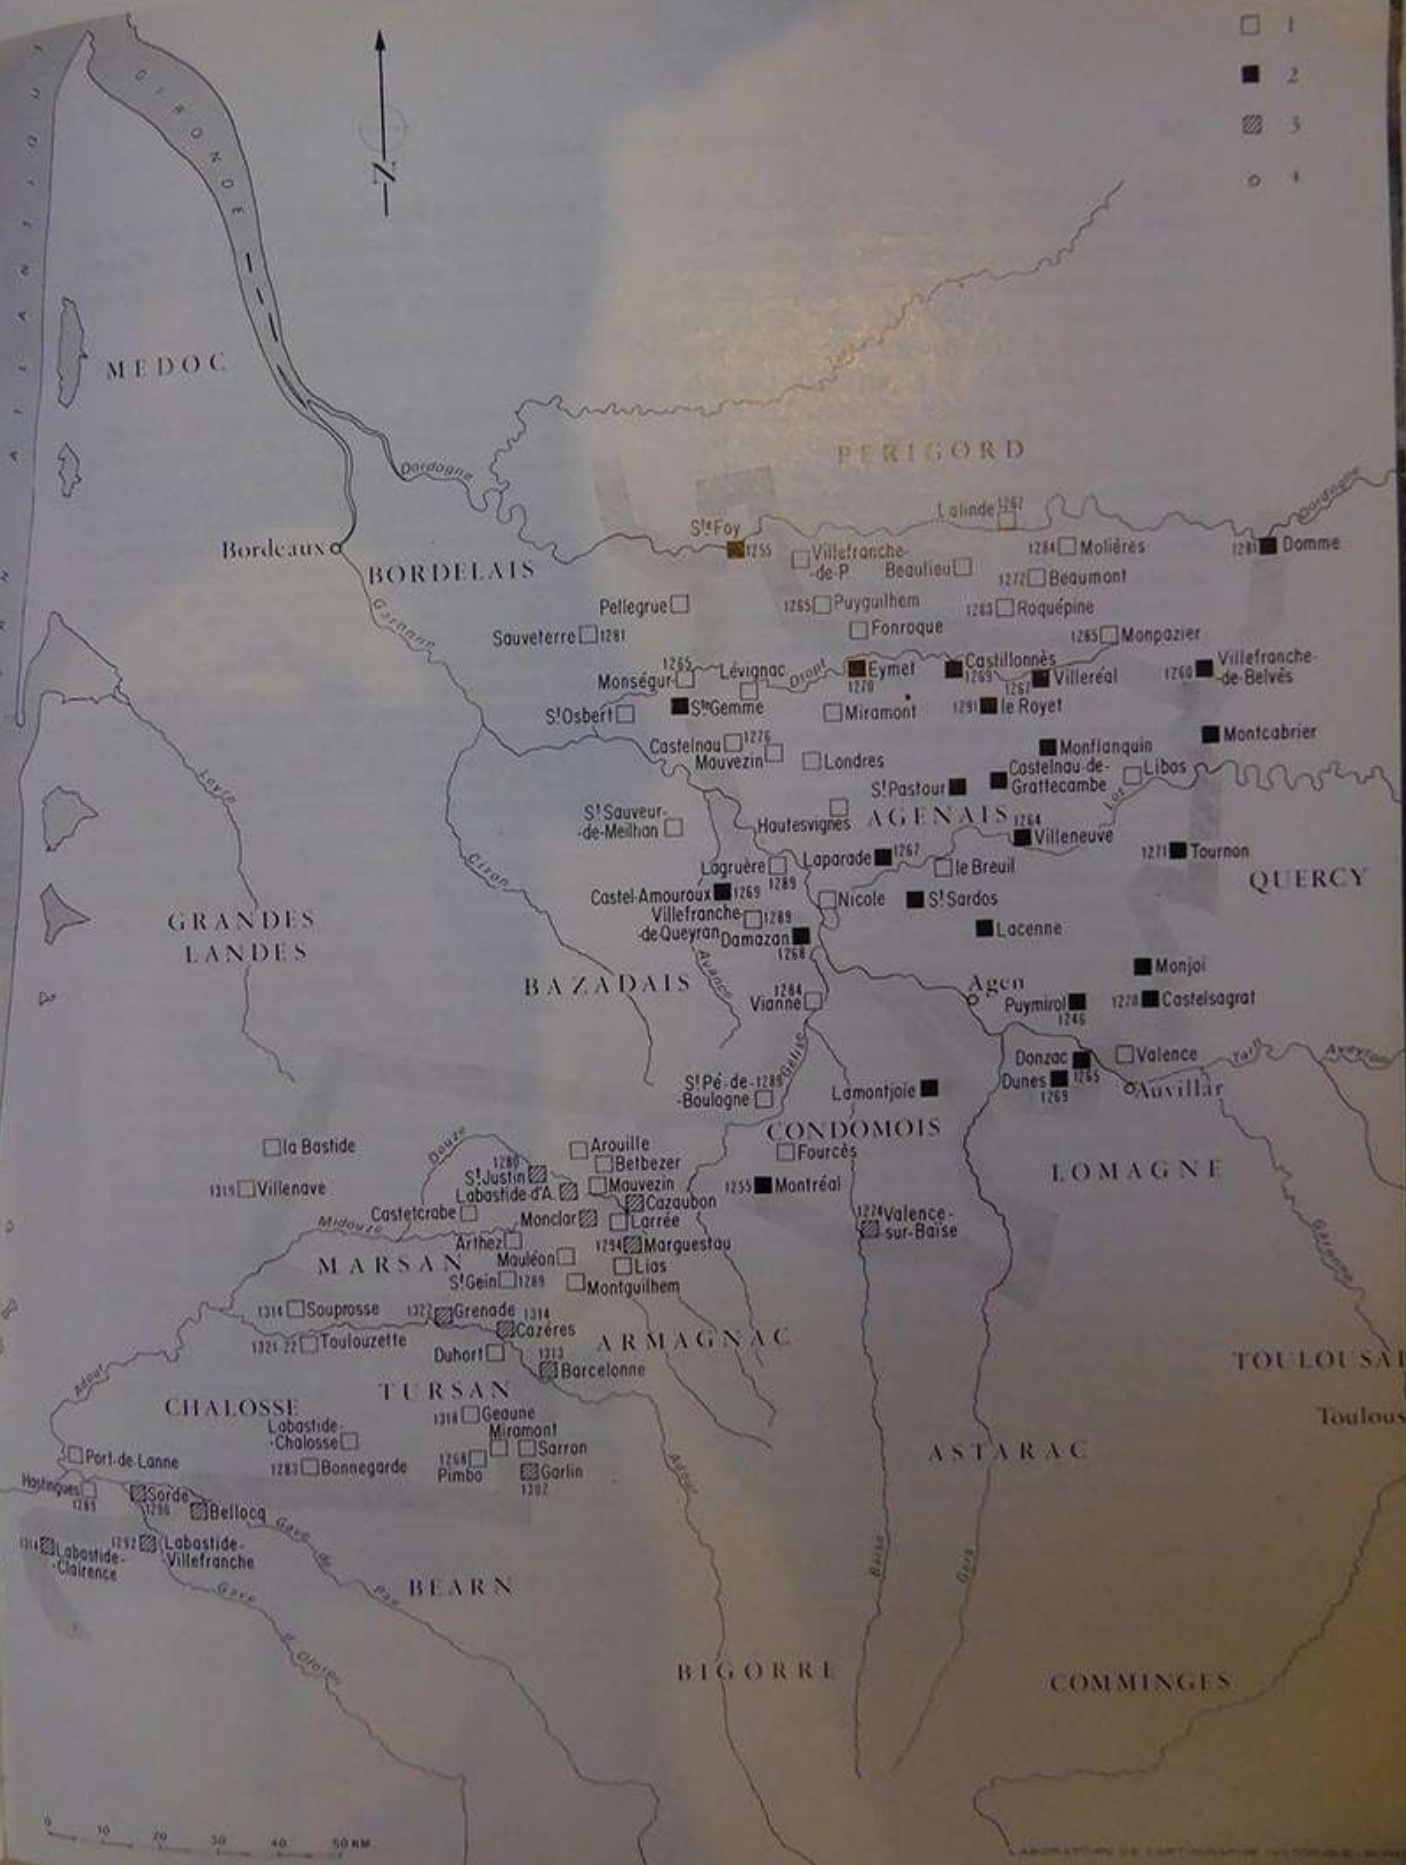 1
2
3
GIRONDE
N
MEDOC
Dordogne
PERIGORD
Bordeaux
BORDELAIS
Garonne
Ste Foy
1255
Lalinde 1267
Dordogne
Villefranche-
-de-P.
Beaulieu
1284 Molières
1281 Domme
1272 Beaumont
Pellegrue
1265 Puyguilhem
1283 Roquépine
Sauveterre 1281
Fonroque
1285 Monpazier
1265
Monségur
Lévignac
Dropt
Eymet
1270
Castillonnès
1269
1267
Villeréal
1260 Villefranche-
-de-Belvès
St Osbert
Ste Gemme
Miramont
1291 le Royet
Castelnau 1276
Mauvezin
Londres
Monflanquin
Montcabrier
St Pastour
Castelnau-de-
Grattecambe
Libos
Lot
Leyre
St Sauveur-
-de-Meilhan
Hautesvignes
AGENAIS
1264
Villeneuve
Ciron
Lagruère
1289
Laparade 1267
le Breuil
1271 Tournon
QUERCY
Castel-Amouroux 1269
Nicole
St Sardos
GRANDES
LANDES
Villefranche-
-de-Queyran
1289
Damazan
1268
Lacenne
BAZADAIS
Avance
Monjoi
1284
Vianne
Agen
Puymirol
1246
1270 Castelsagrat
Gélise
Donzac
1265
Valence
Tarn
Aveyron
St Pé-de-
-Boulogne
1289
Lamontjoie
Dunes
1269
Auvillar
CONDOMOIS
la Bastide
Douze
Arouille
Fourcès
Betbezer
1280
St Justin
LOMAGNE
1315 Villenave
Labastide-d'A.
Mauvezin
1255 Montréal
Cazaubon
Castetcrabe
Monclar
Larrée
1274 Valence-
-sur-Baïse
Midouze
Arthez
1294 Marguestau
Garonne
MARSAN
Mauléon
Lias
St Gein 1289
Montguilhem
1314 Souprosse
1322 Grenade
1314
Cazères
1321-22 Toulouzette
ARMAGNAC
Duhort
1313
Barcelonne
TOULOUSAI
Adour
TURSAN
CHALOSSE
1318 Geaune
Toulous
Labastide-
-Chalosse
Miramont
Sarron
ASTARAC
Port-de-Lanne
1283 Bonnegarde
1268
Pimbo
Garlin
1302
Adour
Hastingues
1289
Sorde
1290
Bellocq
Gave de
Pau
1314 Labastide-
-Clairence
1292 Labastide-
-Villefranche
Baïse
Gers
BEARN
Gave
d'Oloron
BIGORRE
COMMINGES
0 10 20 30 40 50 KM